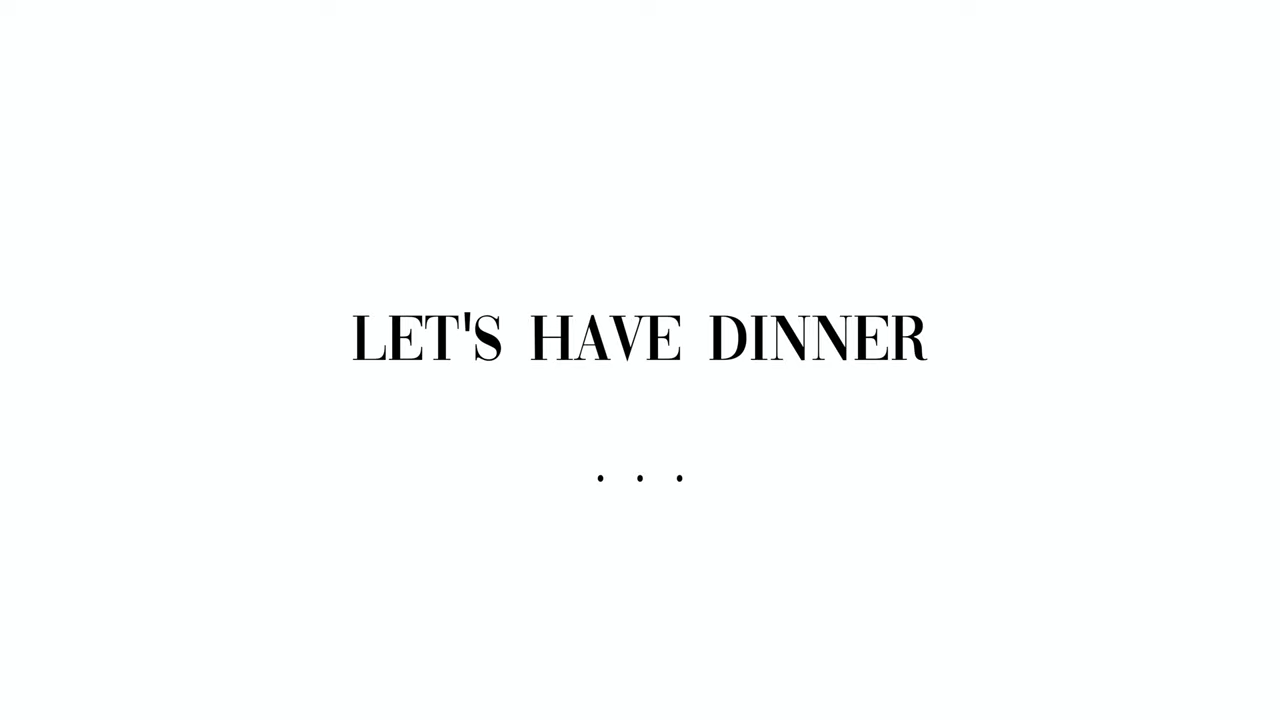 LET'S HAVE DINNER
. . .